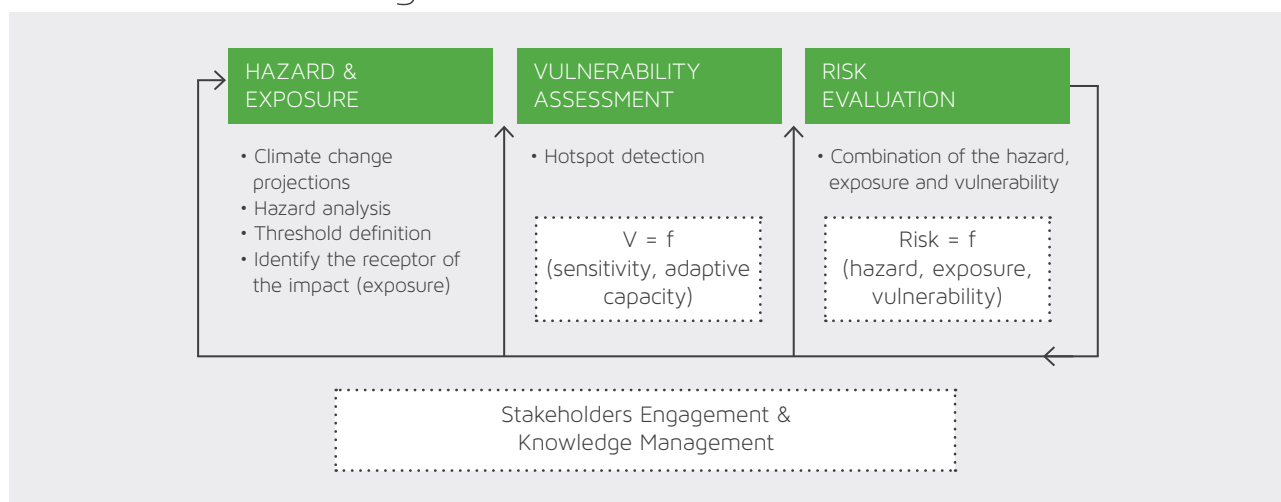 HAZARD &
EXPOSURE
• Climate change
projections
• Hazard analysis
• Threshold definition
• Identify the receptor of
the impact (exposure)
VULNERABILITY
ASSESSMENT
• Hotspot detection
V = f
(sensitivity, adaptive
capacity)
RISK
EVALUATION
• Combination of the hazard,
exposure and vulnerability
Risk = f
(hazard, exposure,
vulnerability)
Stakeholders Engagement &
Knowledge Management